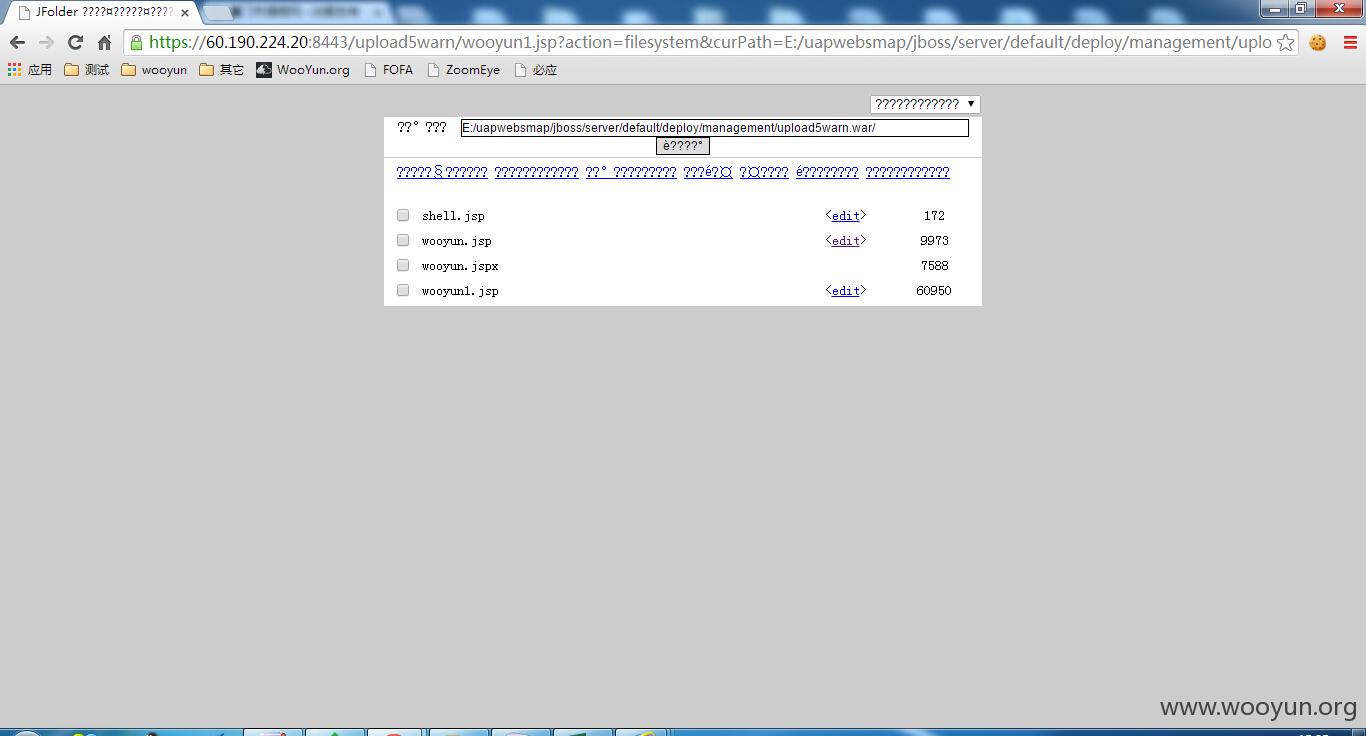 JFolder ????¤?????¤????
https://60.190.224.20:8443/upload5warn/wooyun1.jsp?action=filesystem&curPath=E:/uapwebsmap/jboss/server/default/deploy/management/uplo
应用 测试 wooyun 其它 WooYun.org FOFA ZoomEye 必应
????????????
??° ??? E:/uapwebsmap/jboss/server/default/deploy/management/upload5warn.war/
è????°
?????§?????? ???????????? ??° ????????? ???é?¤ ?¤???? é???????? ????????????
shell.jsp <edit> 172
wooyun.jsp <edit> 9973
wooyun.jspx 7588
wooyun1.jsp <edit> 60950
www.wooyun.org